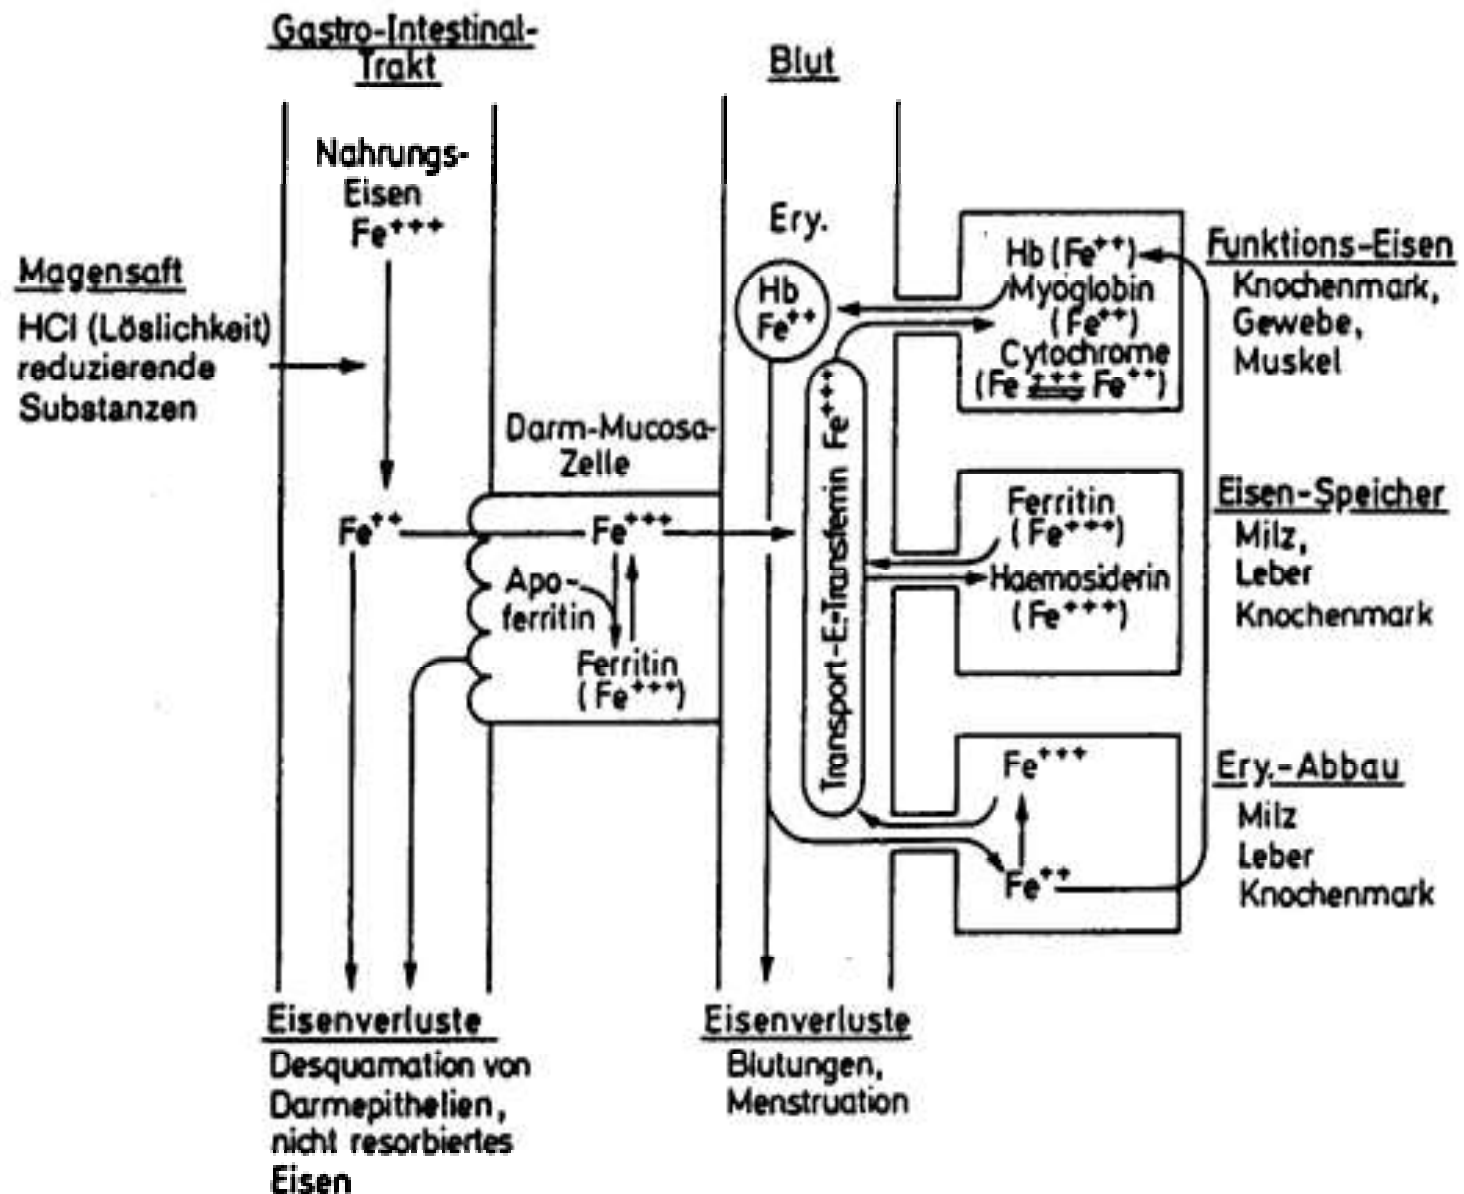 Gastro-Intestinal-
Trakt
Blut
Nahrungs-
Eisen
Fe+++
Magensaft
HCl (Löslichkeit)
reduzierende
Substanzen
Darm-Mucosa-
Zelle
Fe++
Fe+++
Apo-
ferritin
Ferritin
(Fe+++)
Ery.
Hb
Fe++
Transport-E.-Transferrin Fe+++
Hb (Fe++)
Myoglobin
(Fe++)
Cytochrome
(Fe+++ Fe++)
Funktions-Eisen
Knochenmark,
Gewebe,
Muskel
Ferritin
(Fe+++)
Haemosiderin
(Fe+++)
Eisen-Speicher
Milz,
Leber
Knochenmark
Fe+++
Fe++
Ery.-Abbau
Milz
Leber
Knochenmark
Eisenverluste
Desquamation von
Darmepithelien,
nicht resorbiertes
Eisen
Eisenverluste
Blutungen,
Menstruation